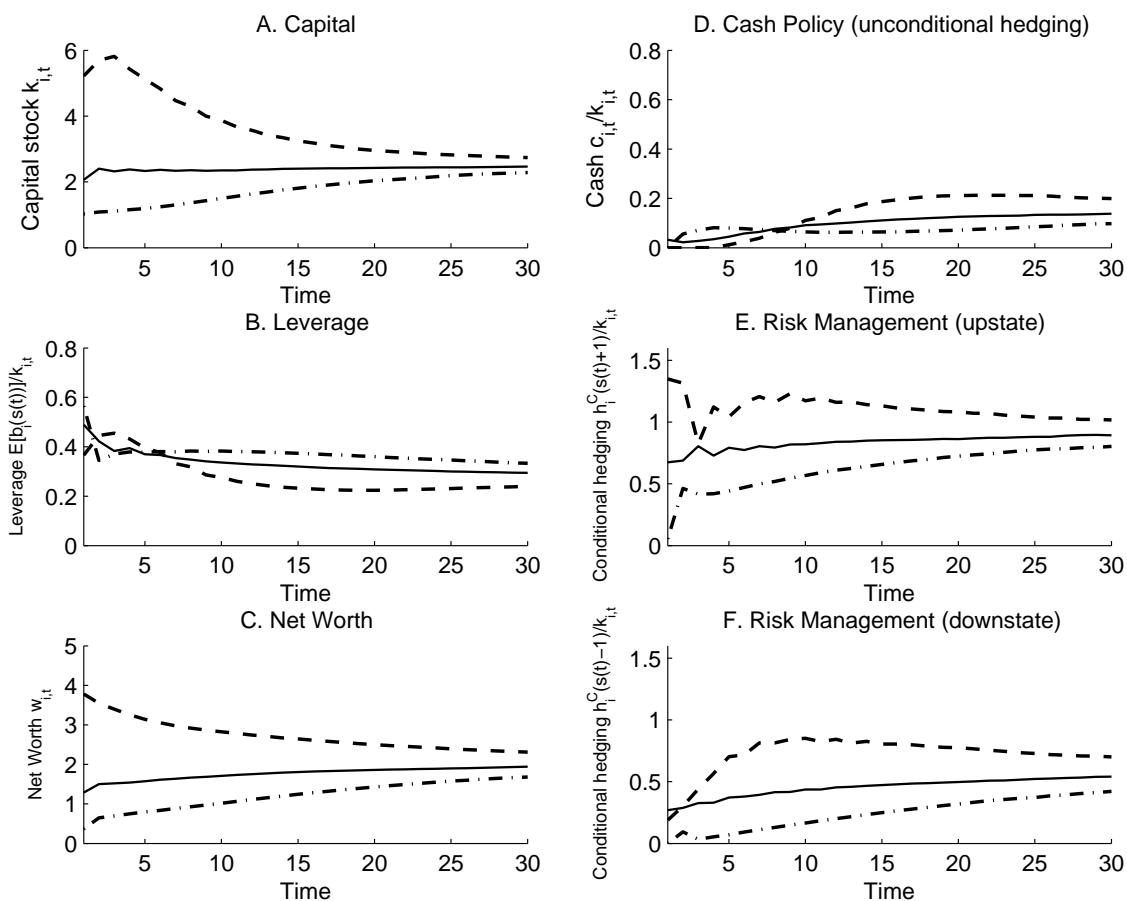 A. Capital
Capital stock k_{i,t}
6
4
2
0
5 10 15 20 25 30
Time
B. Leverage
Leverage E[b_i(s(t))]/k_{i,t}
0.8
0.6
0.4
0.2
0
5 10 15 20 25 30
Time
C. Net Worth
Net Worth w_{i,t}
5
4
3
2
1
0
5 10 15 20 25 30
Time
D. Cash Policy (unconditional hedging)
Cash c_{i,t}/k_{i,t}
0.8
0.6
0.4
0.2
0
5 10 15 20 25 30
Time
E. Risk Management (upstate)
Conditional hedging h_i^C(s(t)+1)/k_{i,t}
1.5
1
0.5
0
5 10 15 20 25 30
Time
F. Risk Management (downstate)
Conditional hedging h_i^C(s(t)−1)/k_{i,t}
1.5
1
0.5
0
5 10 15 20 25 30
Time